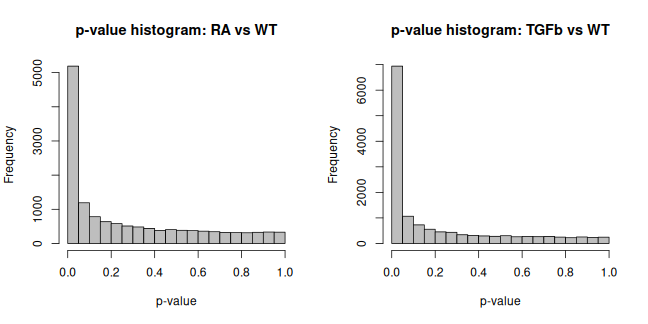 p-value histogram: RA vs WT
Frequency
0
1000
3000
5000
0.0 0.2 0.4 0.6 0.8 1.0
p-value
p-value histogram: TGFb vs WT
Frequency
0
2000
4000
6000
0.0 0.2 0.4 0.6 0.8 1.0
p-value